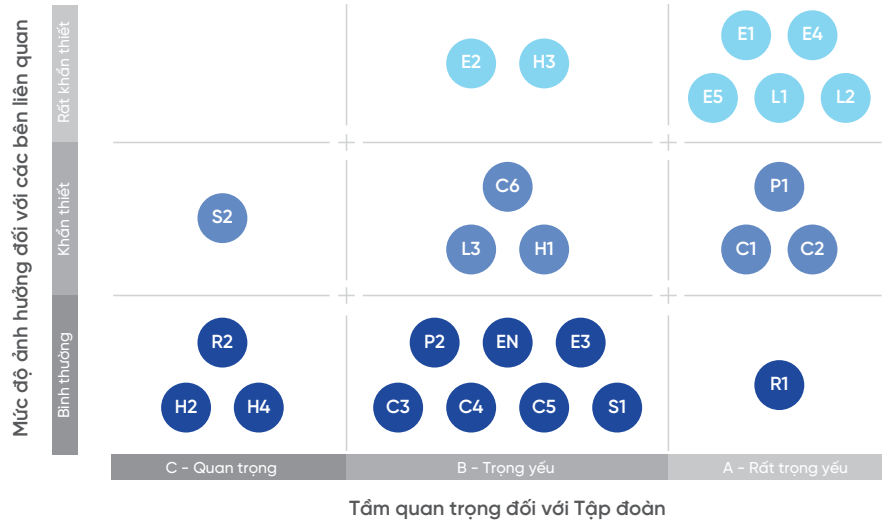 Mức độ ảnh hưởng đối với các bên liên quan
Rất khẩn thiết
E2 H3
E1 E4
E5 L1 L2
Khẩn thiết
S2
C6
L3 H1
P1
C1 C2
Bình thường
R2
H2 H4
P2 EN E3
C3 C4 C5 S1
R1
C - Quan trọng
B - Trọng yếu
A - Rất trọng yếu
Tầm quan trọng đối với Tập đoàn